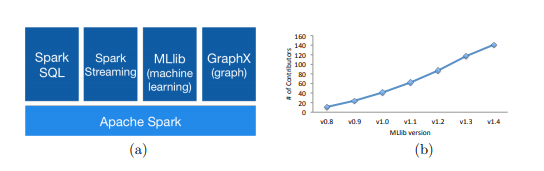 Spark
SQL
Spark
Streaming
MLlib
(machine
learning)
GraphX
(graph)
Apache Spark
(a)
# of Contributors
160
140
120
100
80
60
40
20
0
v0.8 v0.9 v1.0 v1.1 v1.2 v1.3 v1.4
MLlib version
(b)